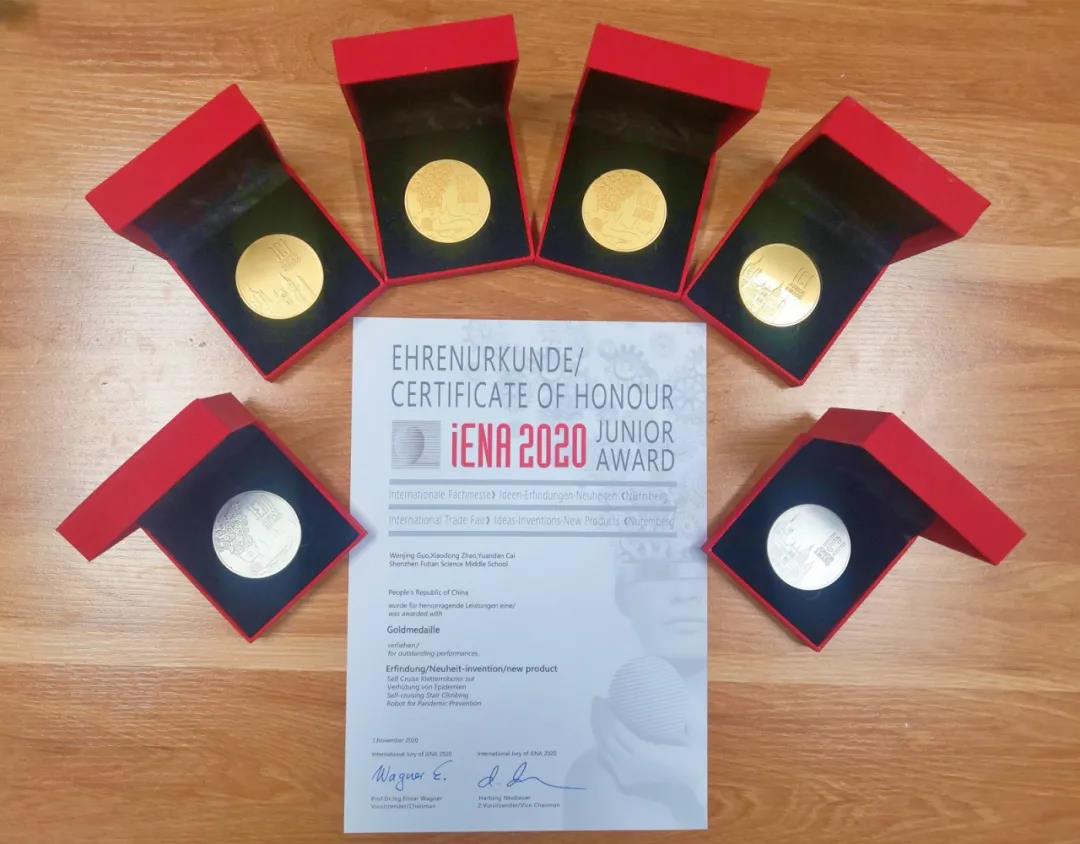 EHRENURKUNDE/
CERTIFICATE OF HONOUR
iENA 2020 JUNIOR
AWARD
Internationale Fachmesse》 Ideen-Erfindungen-Neuheiten 《Nürnberg
International Trade Fair》 Ideas-Inventions-New Products 《Nuremberg
Wenjing Guo,Xiaodong Zhao,Yuandian Cai
Shenzhen Futian Science Middle School
People's Republic of China
wurde für hervorragende Leistungen eine/
was awarded with
Goldmedaille
verliehen./
for outstanding performances.
Erfindung/Neuheit-invention/new product
Self Cruise Kletterroboter zur
Verhütung von Epidemien
Self-cruising Stair Climbing
Robot for Pandemic Prevention
1.November 2020
International Jury of iENA 2020 International Jury of iENA 2020
Wagner E.
Prof.Dr.Ing.Elmar Wagner Hartwig Neubauer
Vorsitzender/Chairman 2.Vorsitzender/Vice Chairman